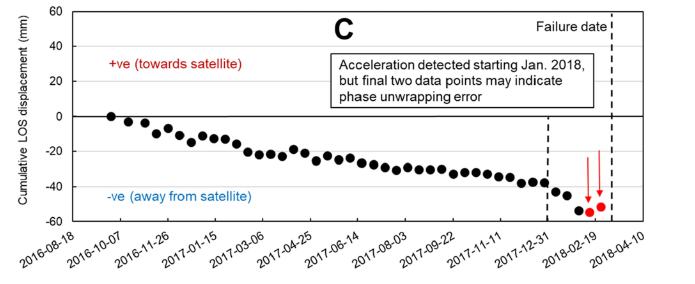 C
Failure date
+ve (towards satellite)
Acceleration detected starting Jan. 2018,
but final two data points may indicate
phase unwrapping error
-ve (away from satellite)
Cumulative LOS displacement (mm)
60
40
20
0
-20
-40
-60
2016-08-18
2016-10-07
2016-11-26
2017-01-15
2017-03-06
2017-04-25
2017-06-14
2017-08-03
2017-09-22
2017-11-11
2017-12-31
2018-02-19
2018-04-10